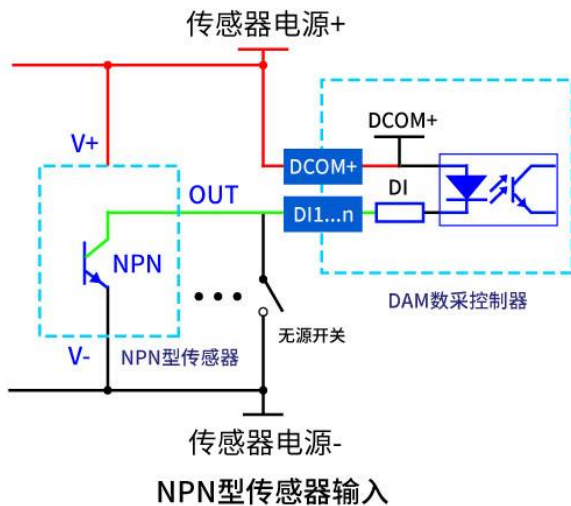 传感器电源+
DCOM+
V+
DCOM+
OUT
DI
DI1...n
NPN
DAM数采控制器
无源开关
V-
NPN型传感器
传感器电源-
NPN型传感器输入